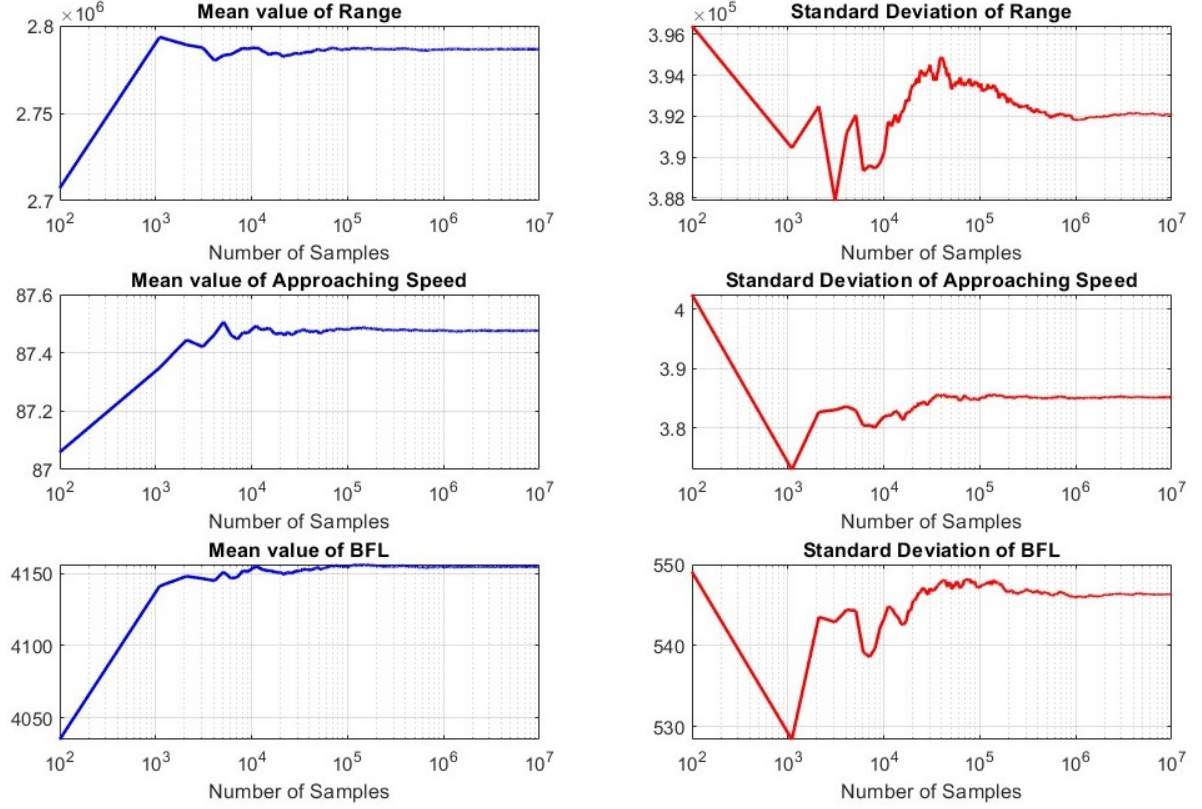 Mean value of Range
×10^6
2.8
2.75
2.7
10^2 10^3 10^4 10^5 10^6 10^7
Number of Samples
Standard Deviation of Range
×10^5
3.96
3.94
3.92
3.9
3.88
10^2 10^3 10^4 10^5 10^6 10^7
Number of Samples
Mean value of Approaching Speed
87.6
87.4
87.2
87
10^2 10^3 10^4 10^5 10^6 10^7
Number of Samples
Standard Deviation of Approaching Speed
4
3.9
3.8
10^2 10^3 10^4 10^5 10^6 10^7
Number of Samples
Mean value of BFL
4150
4100
4050
10^2 10^3 10^4 10^5 10^6 10^7
Number of Samples
Standard Deviation of BFL
550
540
530
10^2 10^3 10^4 10^5 10^6 10^7
Number of Samples